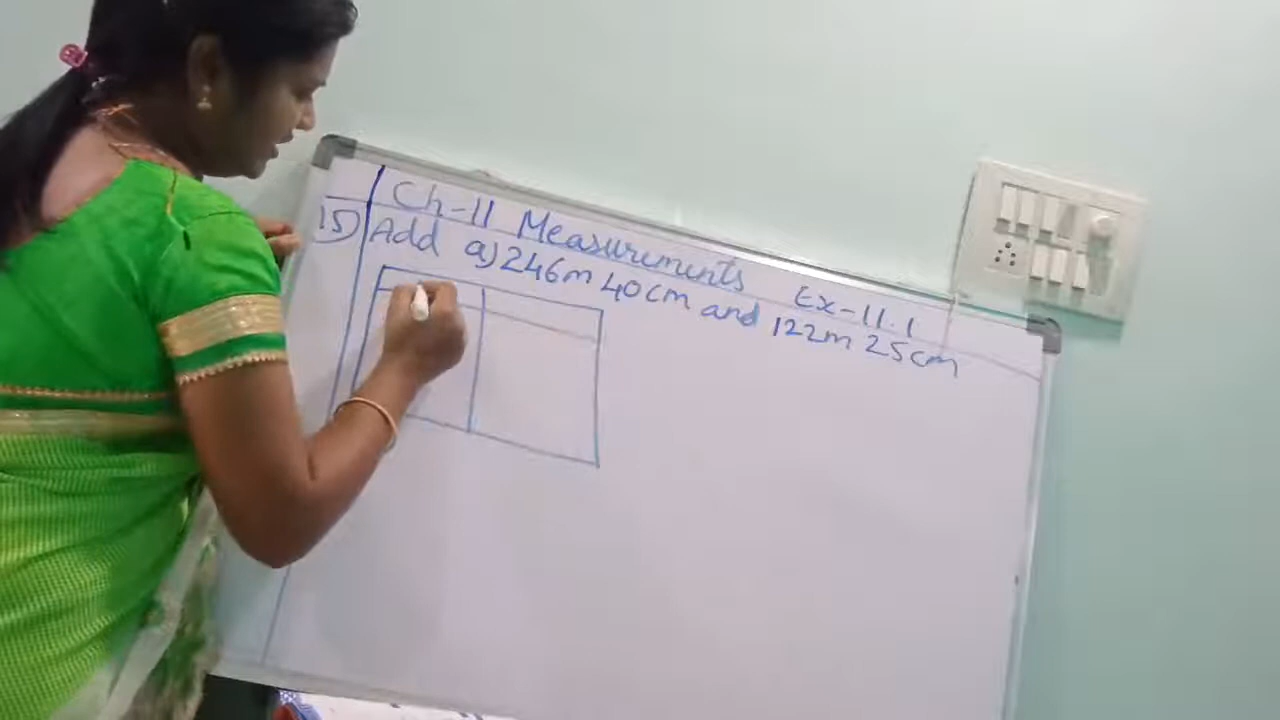 Ch-11 Measurements Ex-11.1
15) Add a) 246m 40cm and 122m 25cm